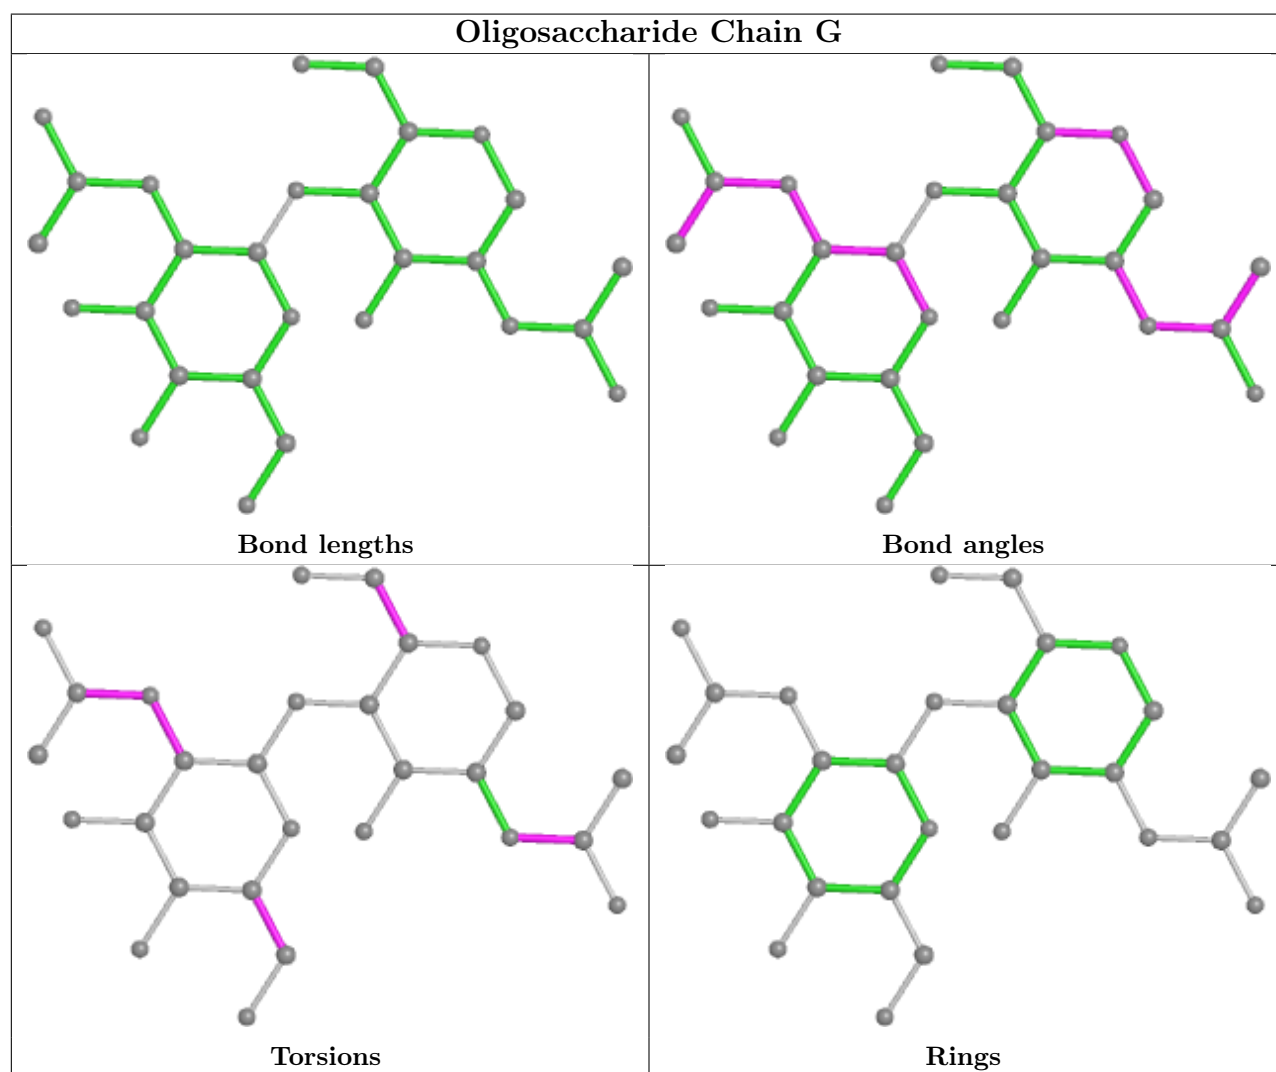 Oligosaccharide Chain G
Bond lengths
Bond angles
Torsions
Rings